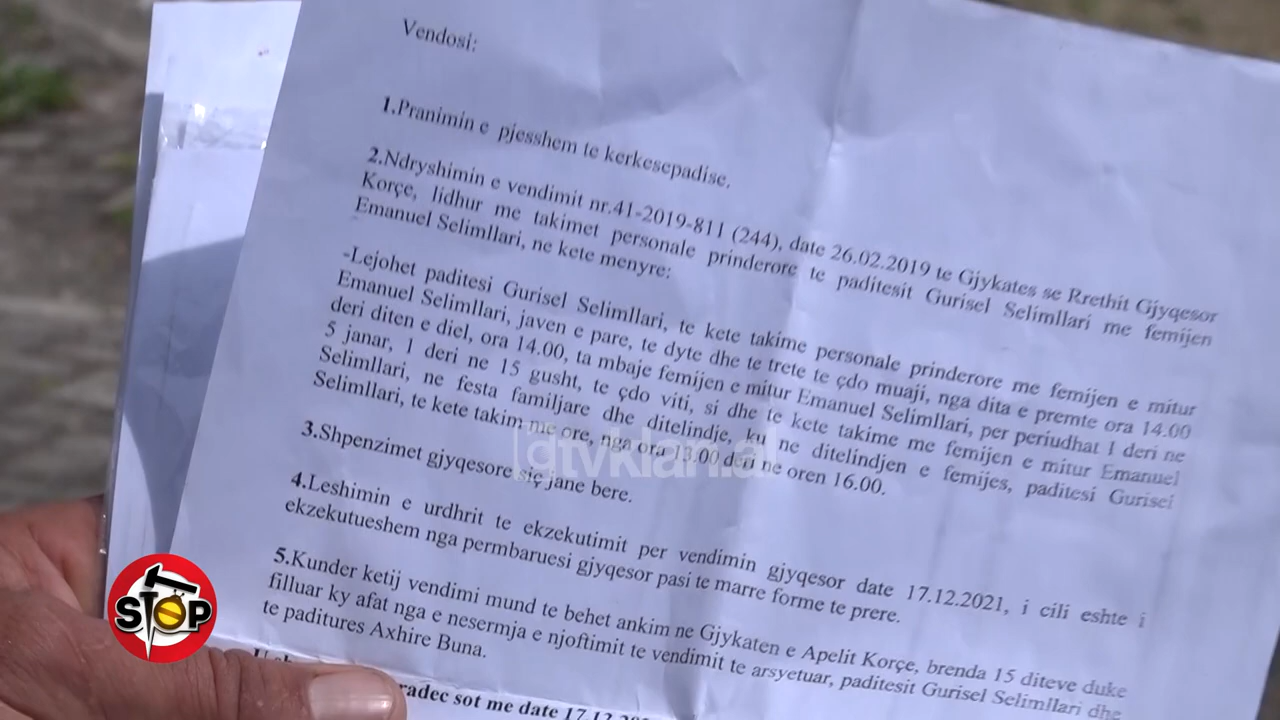 Vendosi:
1.Pranimin e pjesshem te kerkesepadise.
2.Ndryshimin e vendimit nr.41-2019-811 (244), date 26.02.2019 te Gjykates se Rrethit Gjyqesor
Korçe, lidhur me takimet personale prinderore te paditesit Gurisel Selimllari me femijen
Emanuel Selimllari, ne kete menyre:
-Lejohet paditesi Gurisel Selimllari, te kete takime personale prinderore me femijen e mitur
Emanuel Selimllari, javen e pare, te dyte dhe te trete te çdo muaji, nga dita e premte ora 14.00
deri diten e diel, ora 14.00, ta mbaje femijen e mitur Emanuel Selimllari, per periudhat 1 deri ne
5 janar, 1 deri ne 15 gusht, te çdo viti, si dhe te kete takime me femijen e mitur Emanuel
Selimllari, ne festa familjare dhe ditelindje, ku ne ditelindjen e femijes, paditesi Gurisel
Selimllari, te kete takim me ore, nga ora 13.00 deri ne oren 16.00.
3.Shpenzimet gjyqesore siç jane bere.
4.Leshimin e urdhrit te ekzekutimit per vendimin gjyqesor date 17.12.2021, i cili eshte i
ekzekutueshem nga permbaruesi gjyqesor pasi te marre forme te prere.
5.Kunder ketij vendimi mund te behet ankim ne Gjykaten e Apelit Korçe, brenda 15 diteve duke
filluar ky afat nga e nesermja e njoftimit te vendimit te arsyetuar, paditesit Gurisel Selimllari dhe
te paditures Axhire Buna.
radec sot me date 17.12
STOP
gtvklan.al